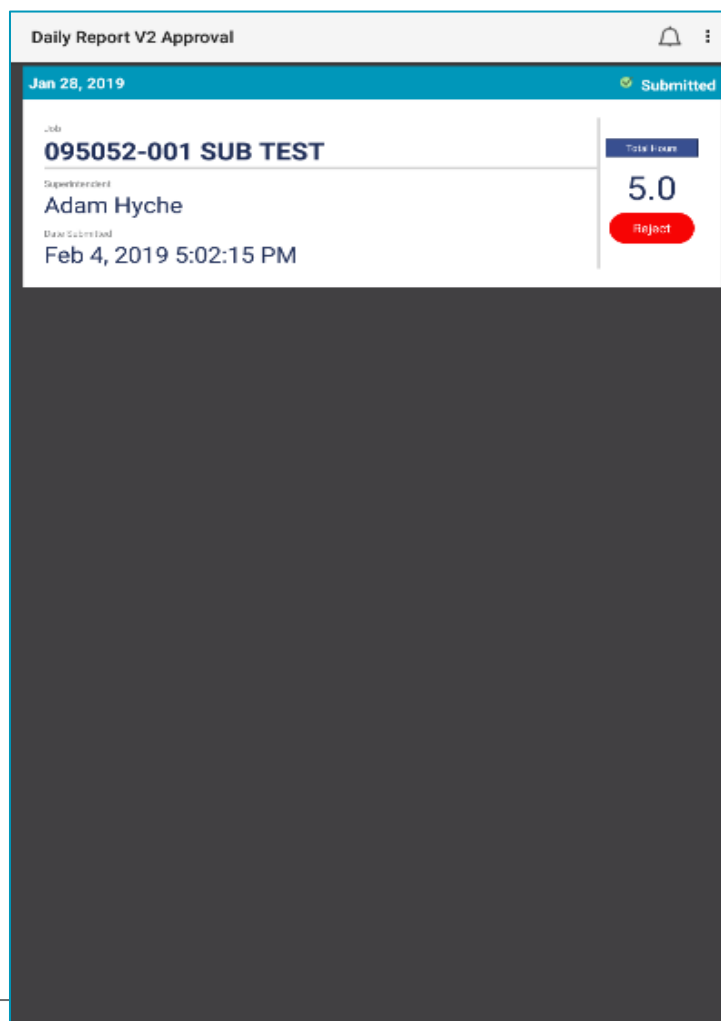 Daily Report V2 Approval
Jan 28, 2019
Submitted
Job
095052-001 SUB TEST
Superintendent
Adam Hyche
Date Submitted
Feb 4, 2019 5:02:15 PM
Total Hours
5.0
Reject